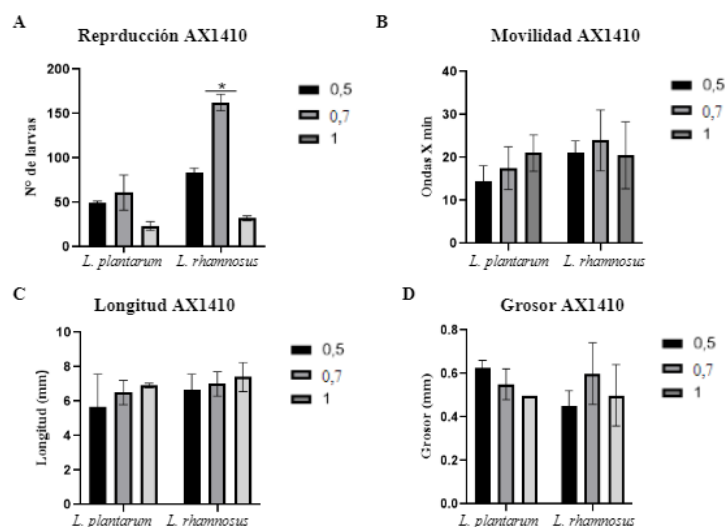 A
Reprducción AX1410
Nº de larvas
200
150
100
50
0
*
L. plantarum
L. rhamnosus
0,5
0,7
1
B
Movilidad AX1410
Ondas X min
40
30
20
10
0
L. plantarum
L. rhamnosus
0,5
0,7
1
C
Longitud AX1410
Longitud (mm)
10
8
6
4
2
0
L. plantarum
L. rhamnosus
0,5
0,7
1
D
Grosor AX1410
Grosor (mm)
0.8
0.6
0.4
0.2
0.0
L. plantarum
L. rhamnosus
0,5
0,7
1